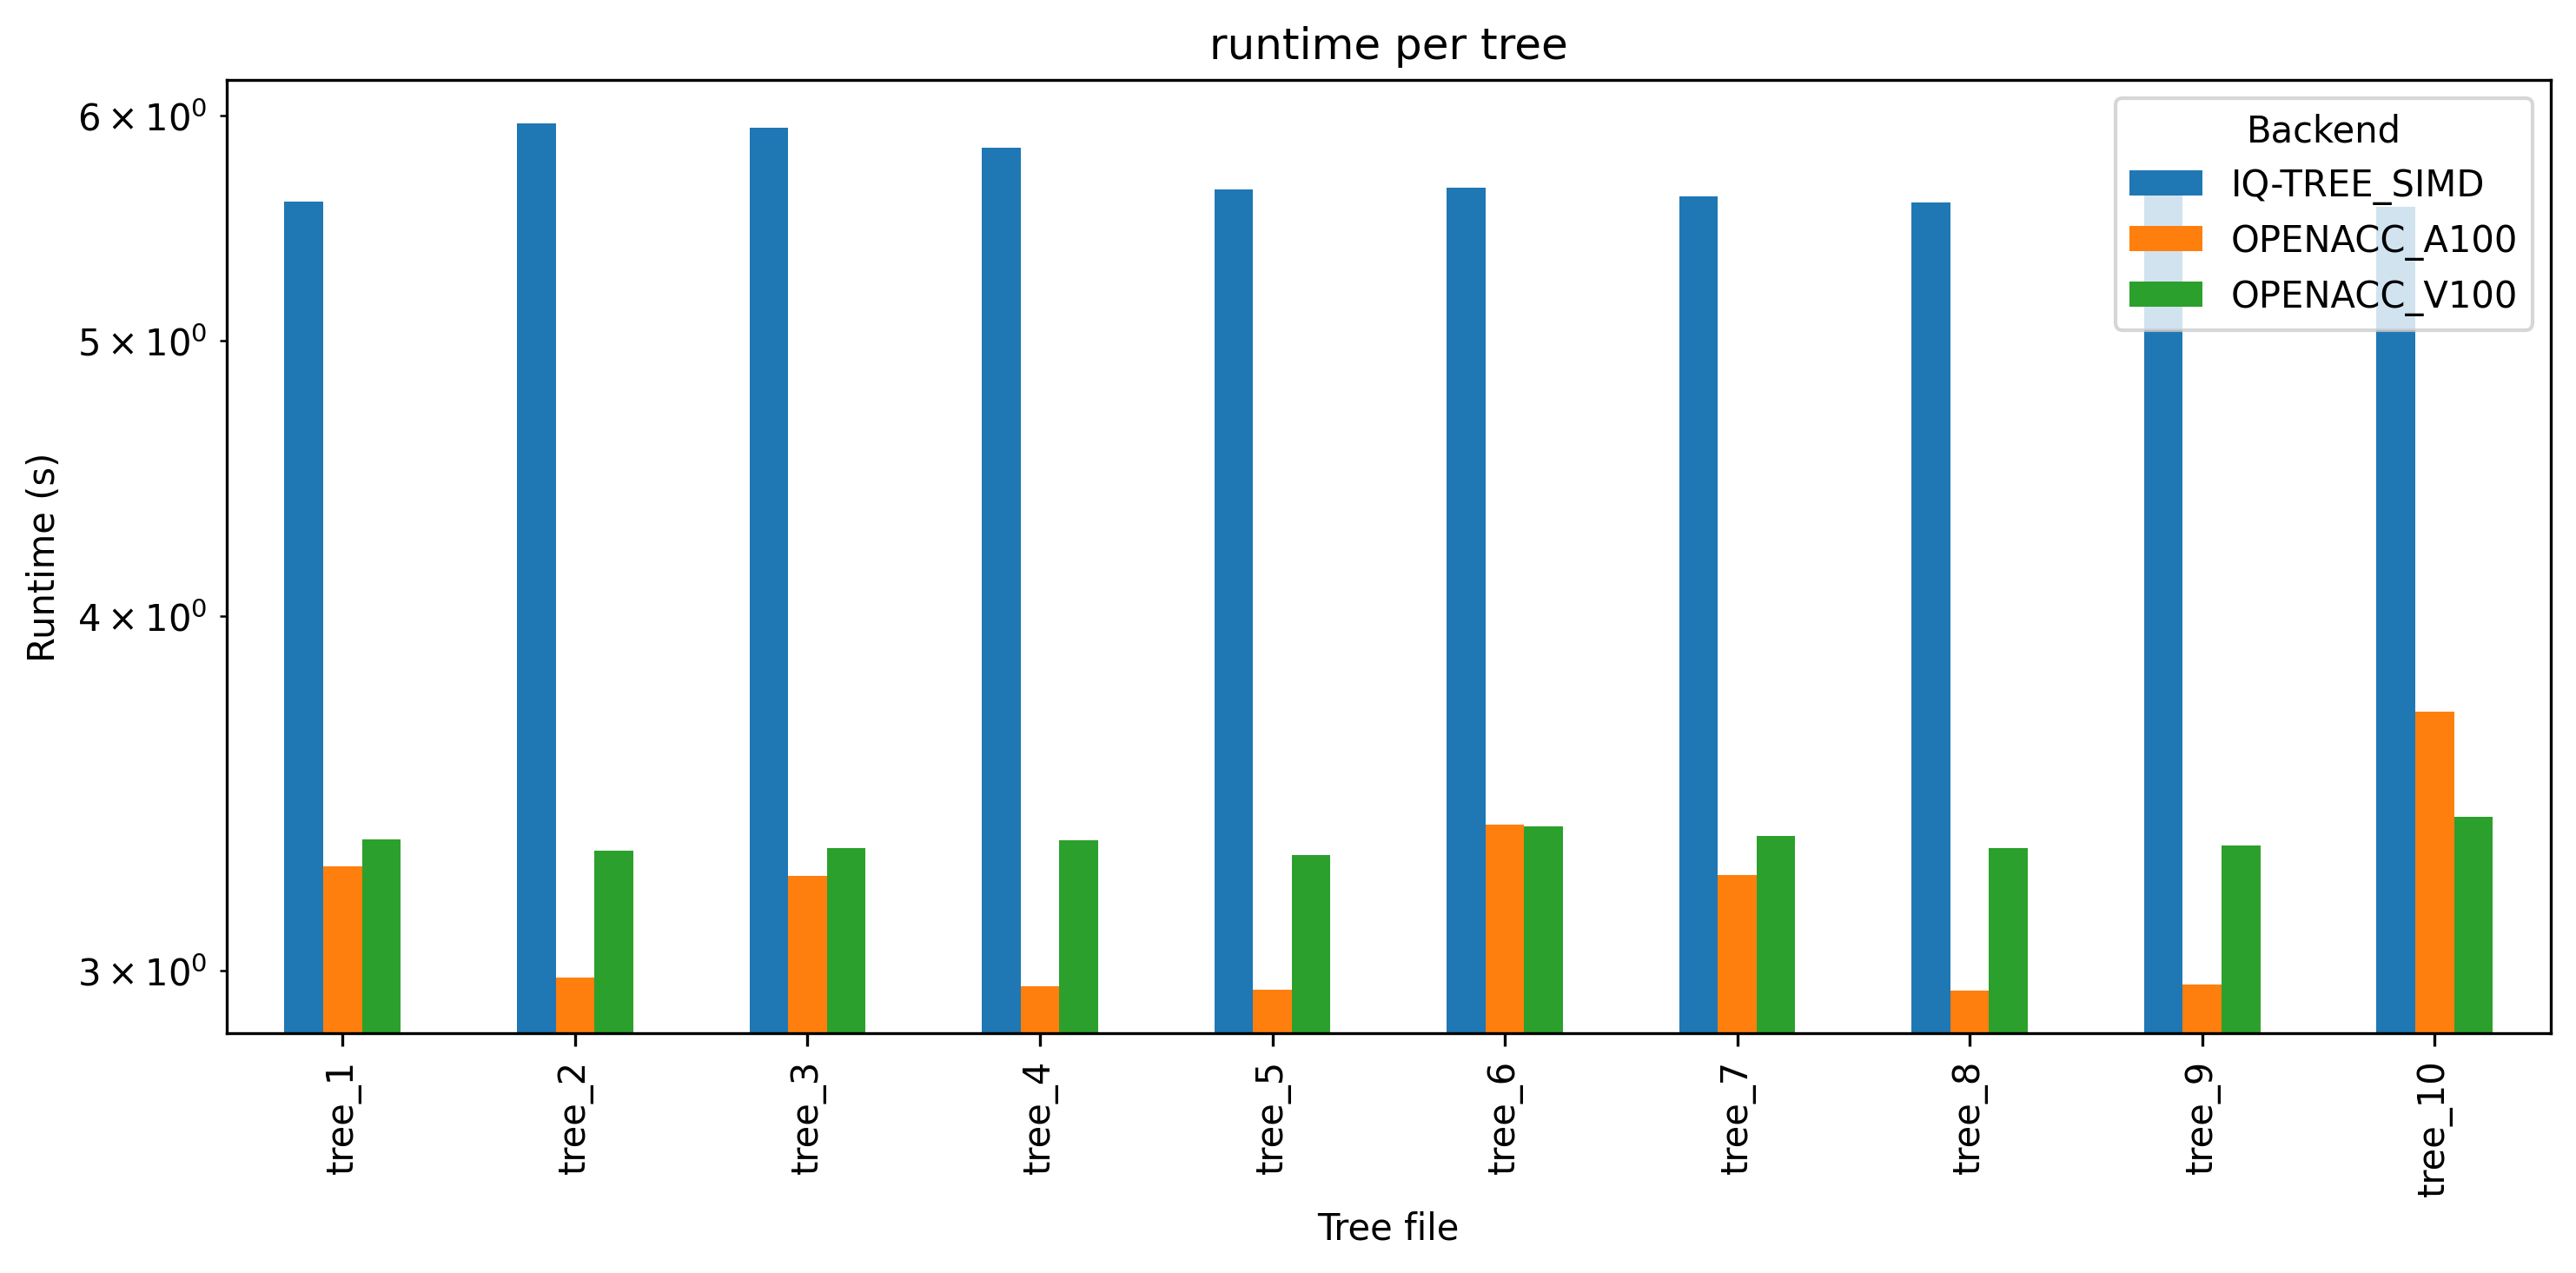 runtime per tree
6 × 10⁰
5 × 10⁰
4 × 10⁰
3 × 10⁰
Runtime (s)
Backend
IQ-TREE_SIMD
OPENACC_A100
OPENACC_V100
tree_1
tree_2
tree_3
tree_4
tree_5
tree_6
tree_7
tree_8
tree_9
tree_10
Tree file